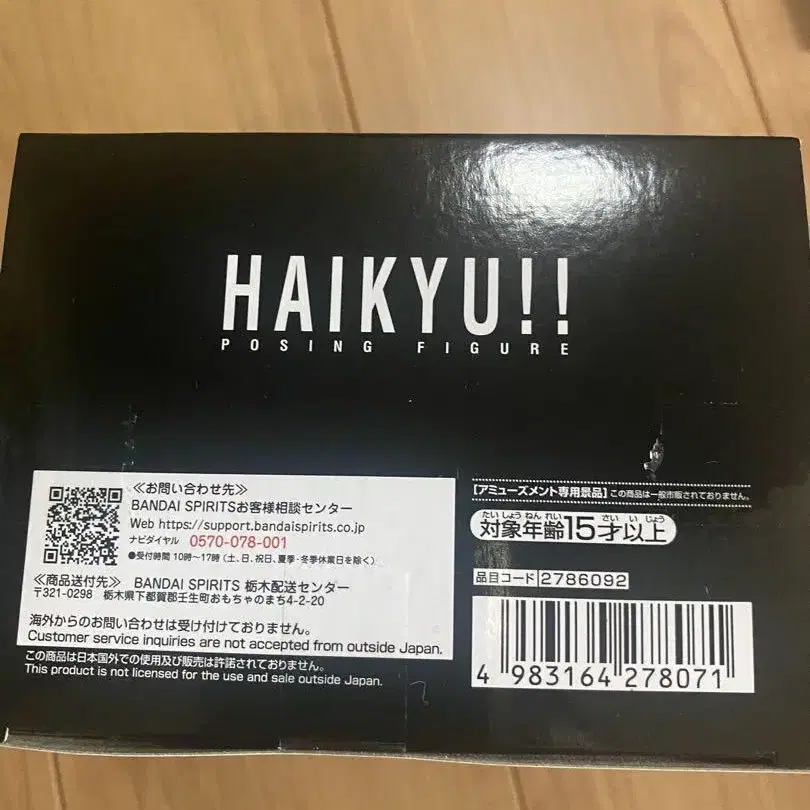 HAIKYU!!
POSING FIGURE
≪お問い合わせ先≫
BANDAI SPIRITSお客様相談センター
Web https://support.bandaispirits.co.jp
ナビダイヤル 0570-078-001
●受付時間 10時〜17時（土、日、祝日、夏季・冬季休業日を除く）
≪商品送付先≫ BANDAI SPIRITS 栃木配送センター
〒321-0298 栃木県下都賀郡壬生町おもちゃのまち4-2-20
海外からのお問い合わせは受け付けておりません。
Customer service inquiries are not accepted from outside Japan.
この商品は日本国外での使用及び販売は許諾されておりません。
This product is not licensed for the use and sale outside Japan.
【アミューズメント専用景品】この商品は一般市販されておりません。
たいしょうねんれい さい いじょう
対象年齢15才以上
品目コード 2786092
4 983164 278071